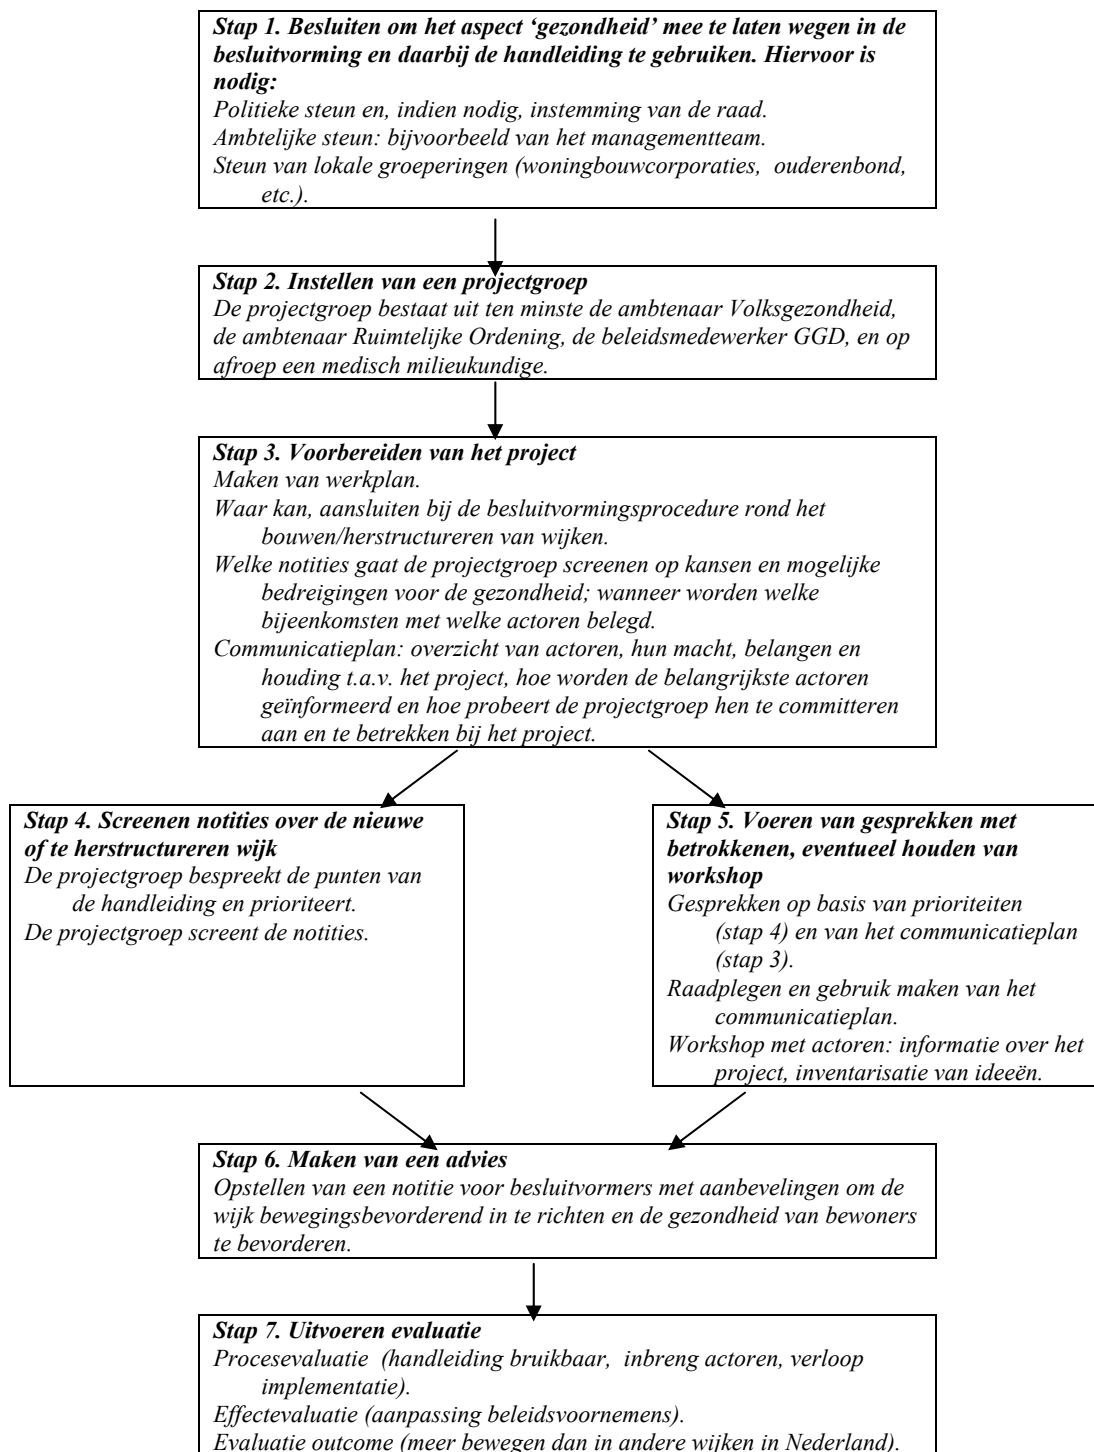 Stap 1. Besluiten om het aspect ‘gezondheid’ mee te laten wegen in de
besluitvorming en daarbij de handleiding te gebruiken. Hiervoor is
nodig:
Politieke steun en, indien nodig, instemming van de raad.
Ambtelijke steun: bijvoorbeeld van het managementteam.
Steun van lokale groeperingen (woningbouwcorporaties, ouderenbond,
etc.).
Stap 2. Instellen van een projectgroep
De projectgroep bestaat uit ten minste de ambtenaar Volksgezondheid,
de ambtenaar Ruimtelijke Ordening, de beleidsmedewerker GGD, en op
afroep een medisch milieukundige.
Stap 3. Voorbereiden van het project
Maken van werkplan.
Waar kan, aansluiten bij de besluitvormingsprocedure rond het
bouwen/herstructureren van wijken.
Welke notities gaat de projectgroep screenen op kansen en mogelijke
bedreigingen voor de gezondheid; wanneer worden welke
bijeenkomsten met welke actoren belegd.
Communicatieplan: overzicht van actoren, hun macht, belangen en
houding t.a.v. het project, hoe worden de belangrijkste actoren
geïnformeerd en hoe probeert de projectgroep hen te committeren
aan en te betrekken bij het project.
Stap 4. Screenen notities over de nieuwe
of te herstructureren wijk
De projectgroep bespreekt de punten van
de handleiding en prioriteert.
De projectgroep screent de notities.
Stap 5. Voeren van gesprekken met
betrokkenen, eventueel houden van
workshop
Gesprekken op basis van prioriteiten
(stap 4) en van het communicatieplan
(stap 3).
Raadplegen en gebruik maken van het
communicatieplan.
Workshop met actoren: informatie over het
project, inventarisatie van ideeën.
Stap 6. Maken van een advies
Opstellen van een notitie voor besluitvormers met aanbevelingen om de
wijk bewegingsbevorderend in te richten en de gezondheid van bewoners
te bevorderen.
Stap 7. Uitvoeren evaluatie
Procesevaluatie (handleiding bruikbaar, inbreng actoren, verloop
implementatie).
Effectevaluatie (aanpassing beleidsvoornemens).
Evaluatie outcome (meer bewegen dan in andere wijken in Nederland).